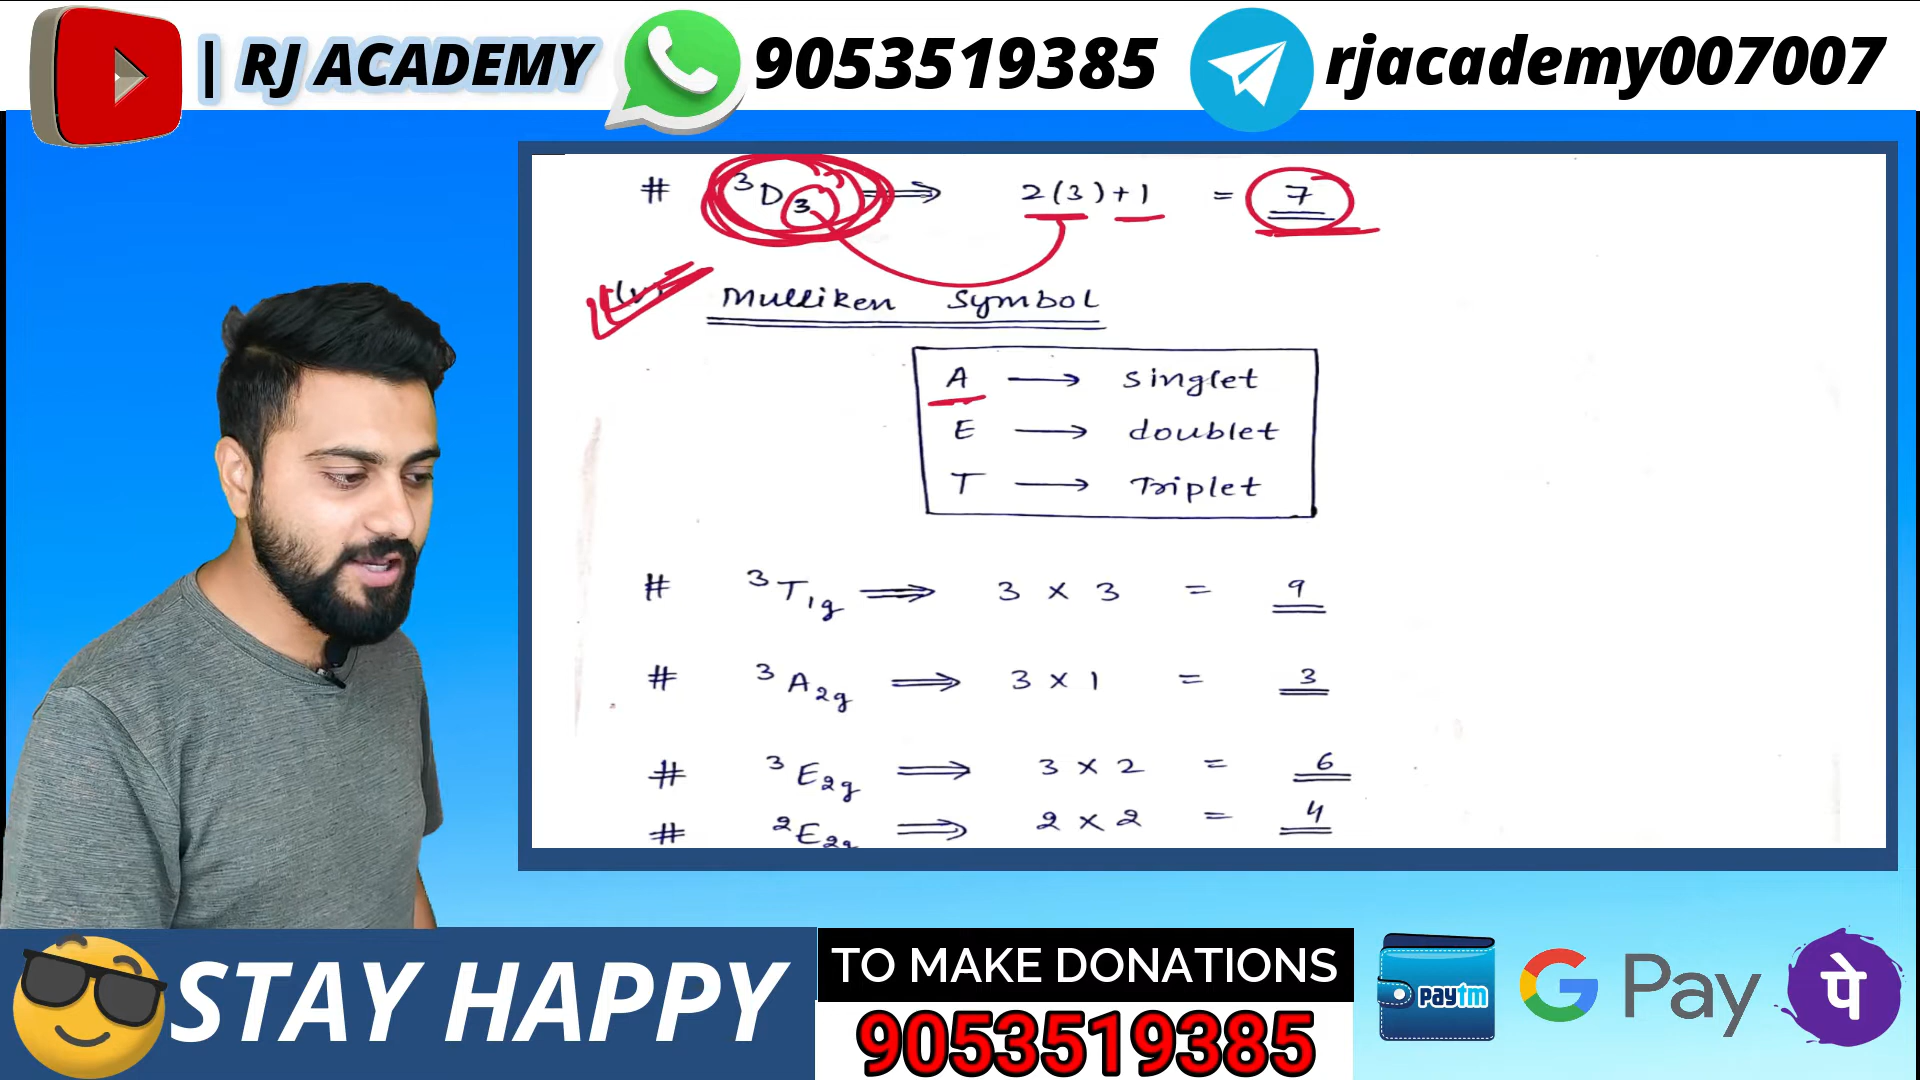 | RJ ACADEMY 9053519385 rjacademy007007
# ³D₃ ⟹ 2(3)+1 = 7
(v) Mulliken Symbol
A → singlet
E → doublet
T → Triplet
# ³T₁g ⟹ 3 × 3 = 9
# ³A₂g ⟹ 3 × 1 = 3
# ³E₂g ⟹ 3 × 2 = 6
# ²E₂g ⟹ 2 × 2 = 4
STAY HAPPY
TO MAKE DONATIONS
9053519385
paytm
G Pay
पे